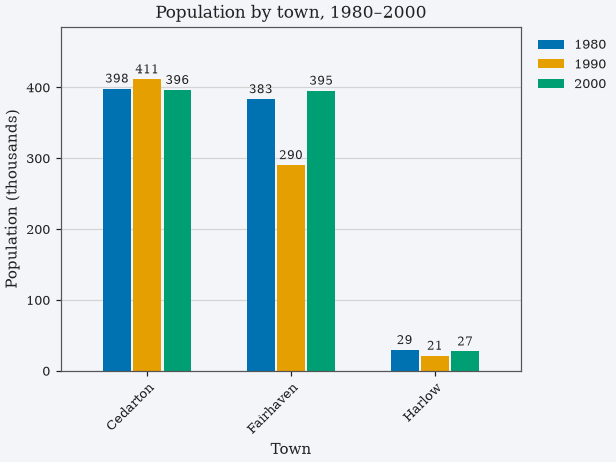 Population by town, 1980–2000
1980
1990
2000
Population (thousands)
400
300
200
100
0
398 411 396
383 290 395
29 21 27
Cedarton
Fairhaven
Harlow
Town